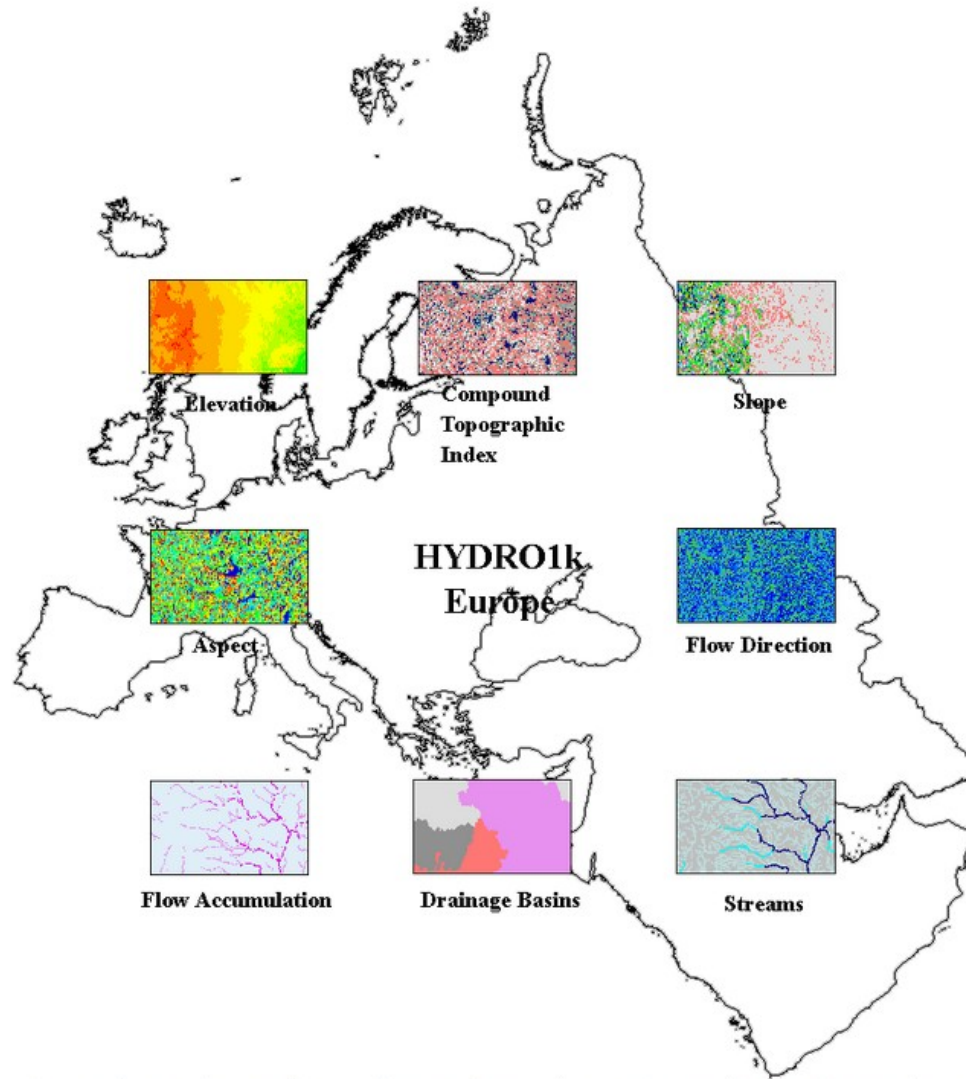 Elevation
Compound
Topographic
Index
Slope
HYDRO1k
Europe
Aspect
Flow Direction
Flow Accumulation
Drainage Basins
Streams